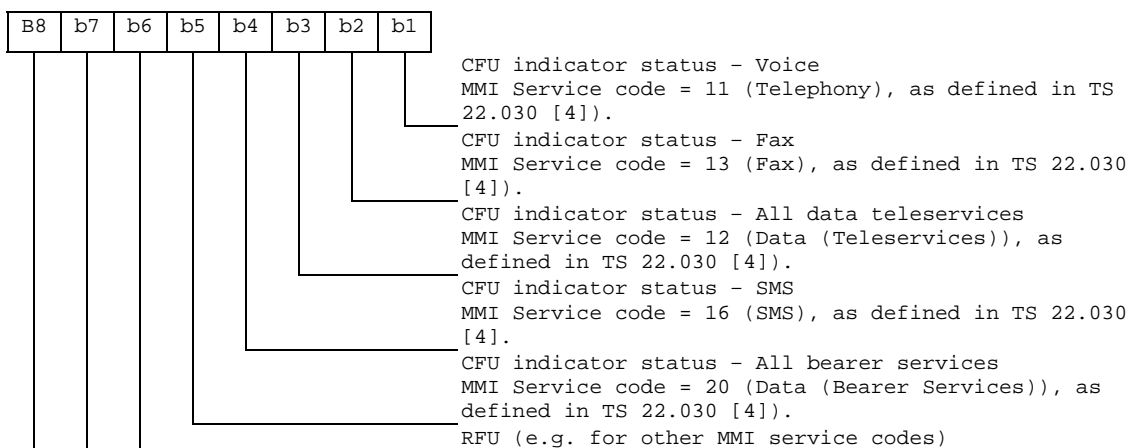 B8 b7 b6 b5 b4 b3 b2 b1
CFU indicator status – Voice
MMI Service code = 11 (Telephony), as defined in TS
22.030 [4]).
CFU indicator status – Fax
MMI Service code = 13 (Fax), as defined in TS 22.030
[4]).
CFU indicator status – All data teleservices
MMI Service code = 12 (Data (Teleservices)), as
defined in TS 22.030 [4]).
CFU indicator status – SMS
MMI Service code = 16 (SMS), as defined in TS 22.030
[4].
CFU indicator status – All bearer services
MMI Service code = 20 (Data (Bearer Services)), as
defined in TS 22.030 [4]).
RFU (e.g. for other MMI service codes)